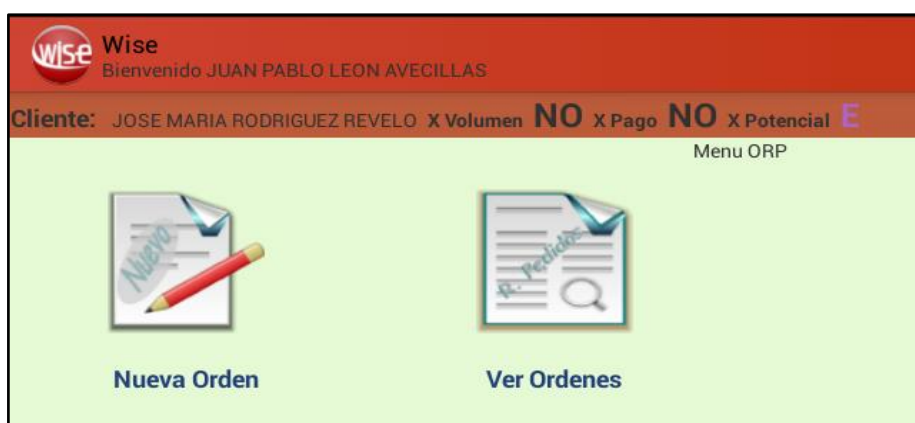 wise Wise
Bienvenido JUAN PABLO LEON AVECILLAS
Cliente: JOSE MARIA RODRIGUEZ REVELO X Volumen NO X Pago NO X Potencial E
Menu ORP
Nuevo
R. Pedidos
Nueva Orden
Ver Ordenes